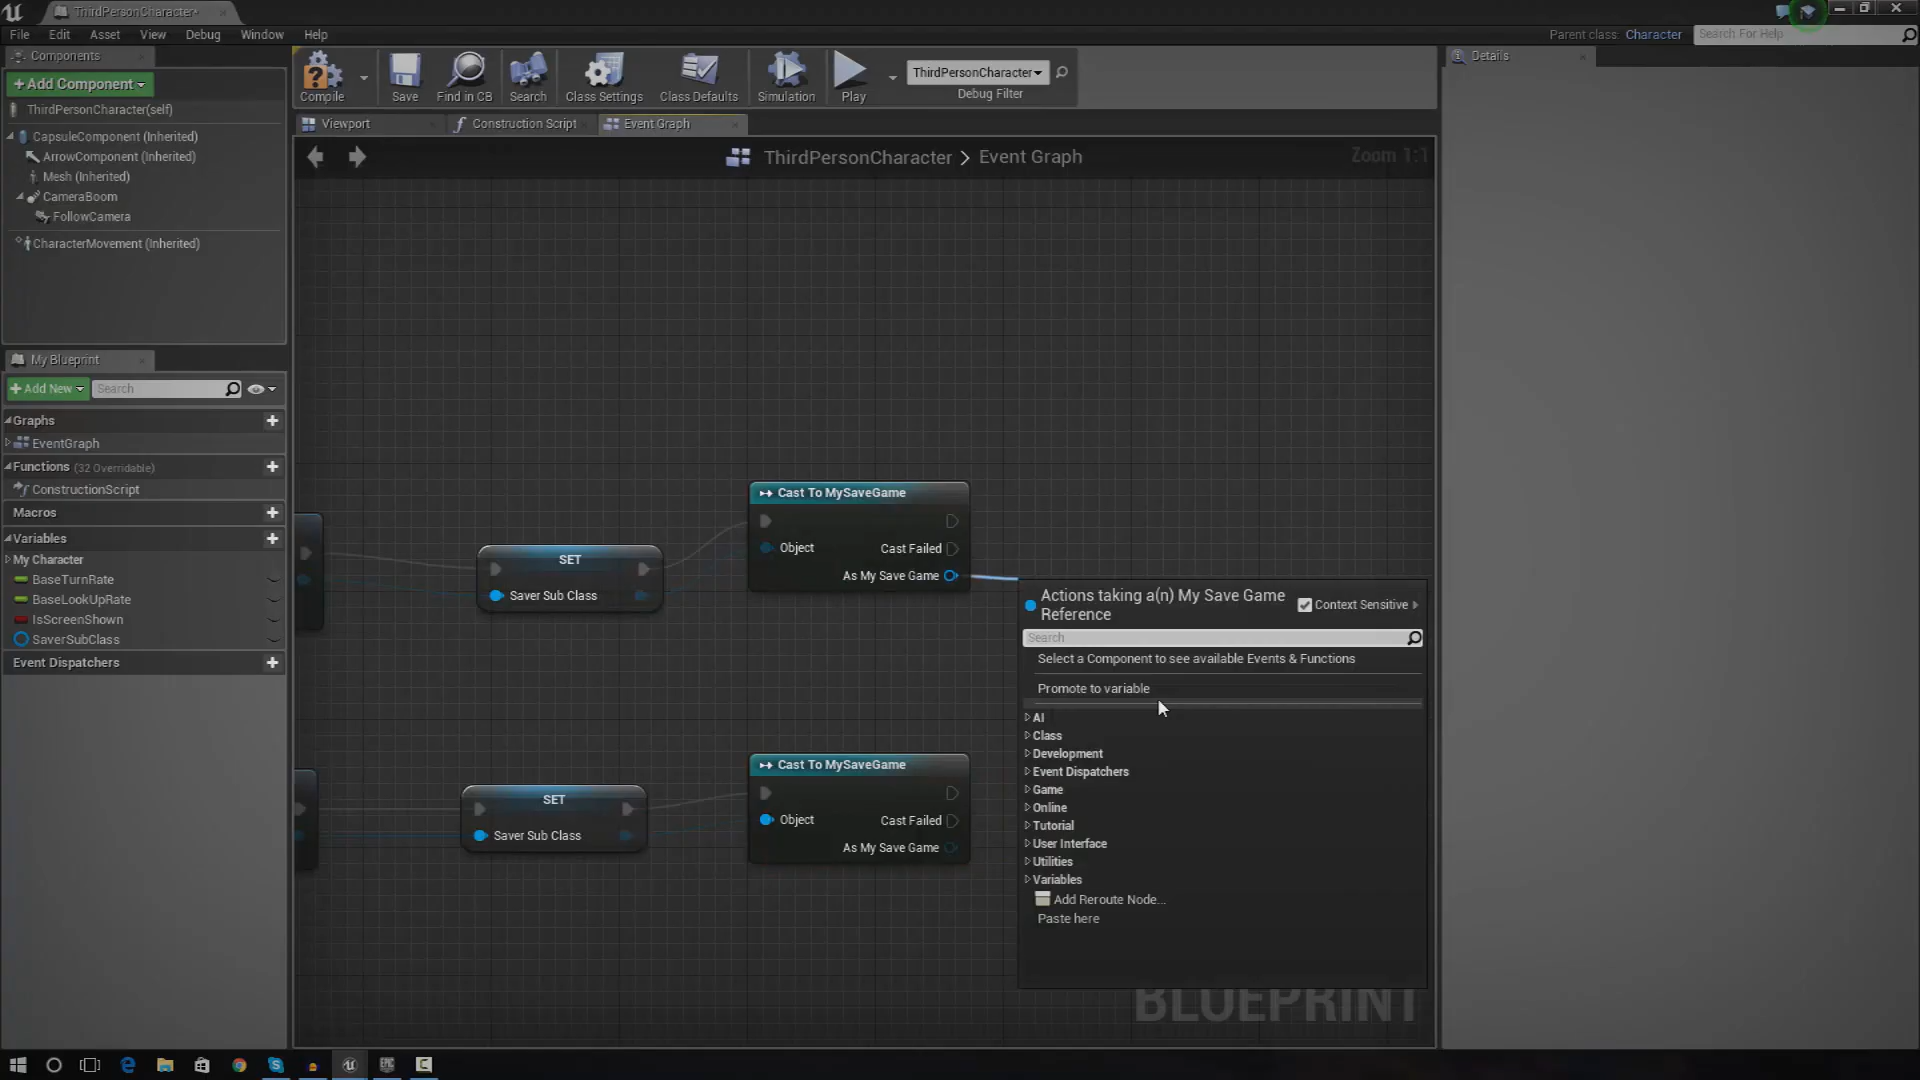 ThirdPersonCharacter*
File Edit Asset View Debug Window Help
Parent class: Character Search For Help
Components
+Add Component
ThirdPersonCharacter(self)
CapsuleComponent (Inherited)
ArrowComponent (Inherited)
Mesh (Inherited)
CameraBoom
FollowCamera
CharacterMovement (Inherited)
My Blueprint
+Add New Search
Graphs
EventGraph
Functions (32 Overridable)
ConstructionScript
Macros
Variables
My Character
BaseTurnRate
BaseLookUpRate
IsScreenShown
SaverSubClass
Event Dispatchers
Compile Save Find in CB Search Class Settings Class Defaults Simulation Play
ThirdPersonCharacter
Debug Filter
Viewport Construction Script Event Graph
ThirdPersonCharacter > Event Graph
Zoom 1:1
SET
Saver Sub Class
Cast To MySaveGame
Object Cast Failed
As My Save Game
SET
Saver Sub Class
Cast To MySaveGame
Object Cast Failed
As My Save Game
Actions taking a(n) My Save Game
Reference
Context Sensitive
Search
Select a Component to see available Events & Functions
Promote to variable
AI
Class
Development
Event Dispatchers
Game
Online
Tutorial
User Interface
Utilities
Variables
Add Reroute Node...
Paste here
BLUEPRINT
Details
EPIC